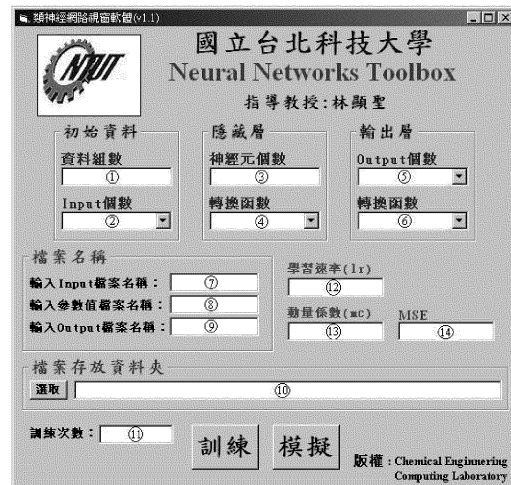 類神經網路視窗軟體(v1.1)
NTUT
國立台北科技大學
Neural Networks Toolbox
指導教授:林顯聖
初始資料
隱藏層
輸出層
資料組數
①
神經元個數
③
Output個數
⑤
Input個數
②
轉換函數
④
轉換函數
⑥
檔案名稱
輸入Input檔案名稱：
⑦
輸入參數值檔案名稱：
⑧
輸入Output檔案名稱：
⑨
學習速率(lr)
⑫
動量係數(mc)
⑬
MSE
⑭
檔案存放資料夾
選取
⑩
訓練次數：
⑪
訓練
模擬
版權：Chemical Enginnering
Computing Laboratory